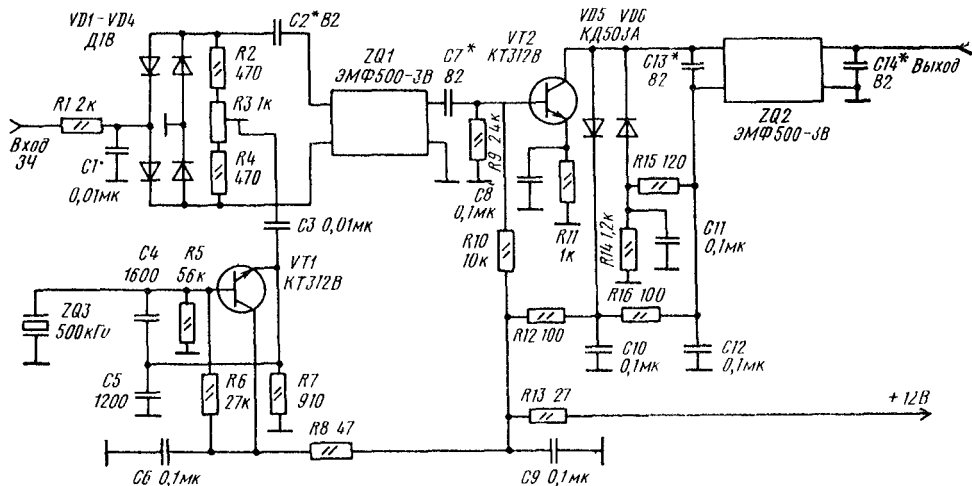 VD1-VD4
Д1В
C2* В2
ZQ1
ЭМФ500-3В
C7*
82
VT2
КТ312В
VD5 VD6
КД503А
C13*
82
C14* Выход
В2
ZQ2
ЭМФ500-3В
R1 2к
Вход
ЗЧ
C1*
0,01мк
R2
470
R3 1к
R4
470
C3 0,01мк
R9 24к
C8
0,1мк
R10
10к
R11
1к
R14 1,2к
R15 120
C11
0,1мк
R16 100
R12 100
C10
0,1мк
C12
0,1мк
C4
1600
R5
56к
VT1
КТ312В
ZQ3
500кГц
C5
1200
R6
27к
R7
910
R8 47
R13 27
+12В
C6 0,1мк
C9 0,1мк